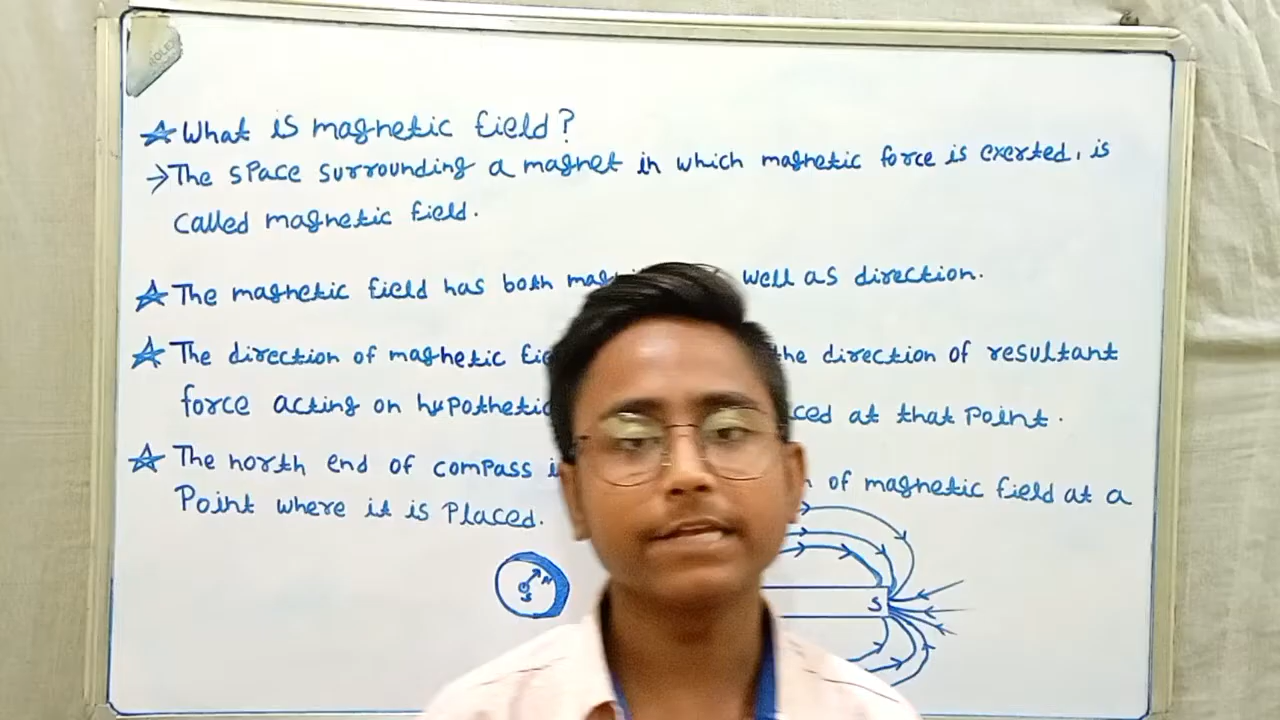 What is magnetic field?
The space surrounding a magnet in which magnetic force is exerted, is
called magnetic field.
The magnetic field has both well as direction.
The direction of magnetic the direction of resultant
force acting on at that point.
The north end of compass of magnetic field at a
Point where it is placed.
N
S
S